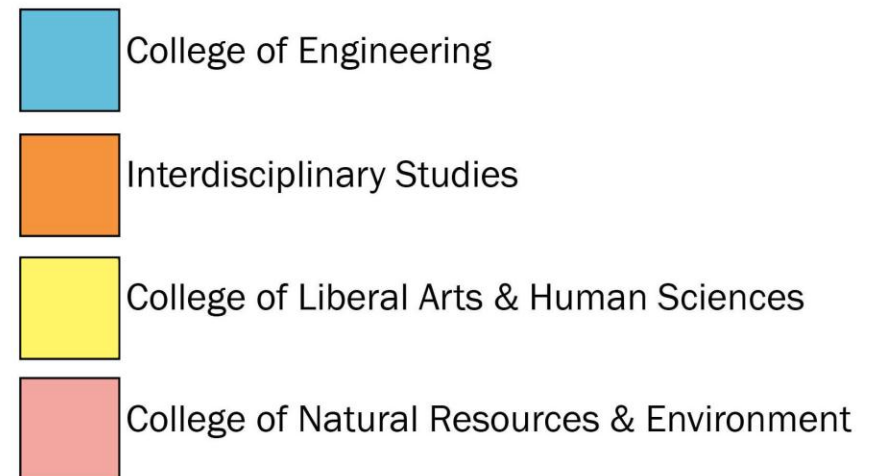 College of Engineering
Interdisciplinary Studies
College of Liberal Arts & Human Sciences
College of Natural Resources & Environment